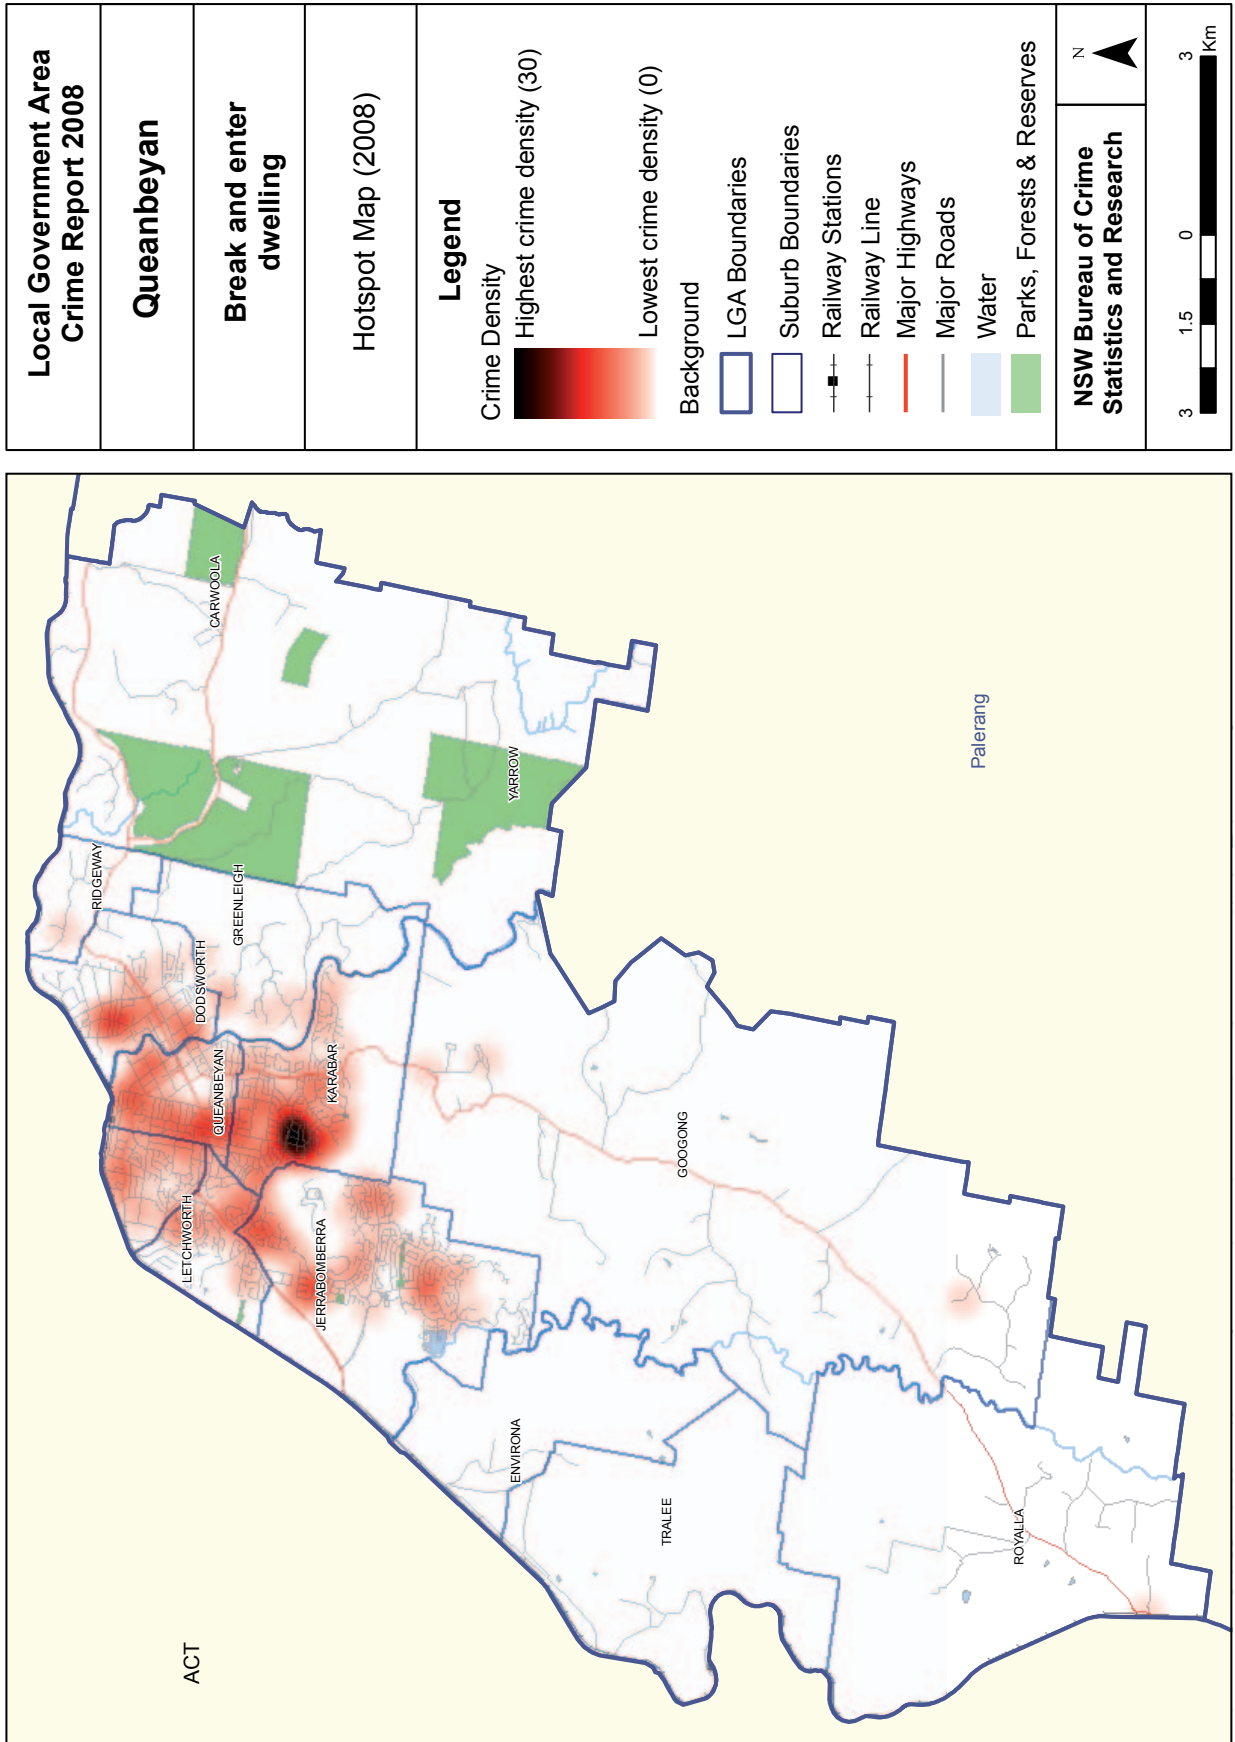 Local Government Area
Crime Report 2008
Queanbeyan
Break and enter
dwelling
Hotspot Map (2008)
Legend
Crime Density
Highest crime density (30)
Lowest crime density (0)
Background
LGA Boundaries
Suburb Boundaries
Railway Stations
Railway Line
Major Highways
Major Roads
Water
Parks, Forests & Reserves
NSW Bureau of Crime
Statistics and Research
N
3 1.5 0 3
Km
ACT
LETCHWORTH
QUEANBEYAN
DODSWORTH
RIDGEWAY
GREENLEIGH
CARWOOLA
JERRABOMBERRA
KARABAR
ENVIRONA
YARROW
TRALEE
GOOGONG
ROYALLA
Palerang